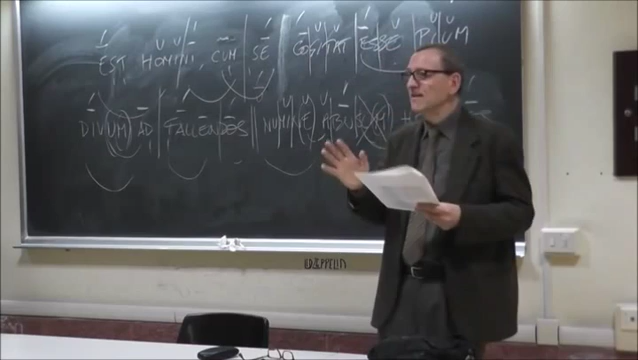 EST HOMINI, CUM SE COGITAT ESSE PIUM
DIVUM AD FALLENDOS || NUMINE ABUSUM